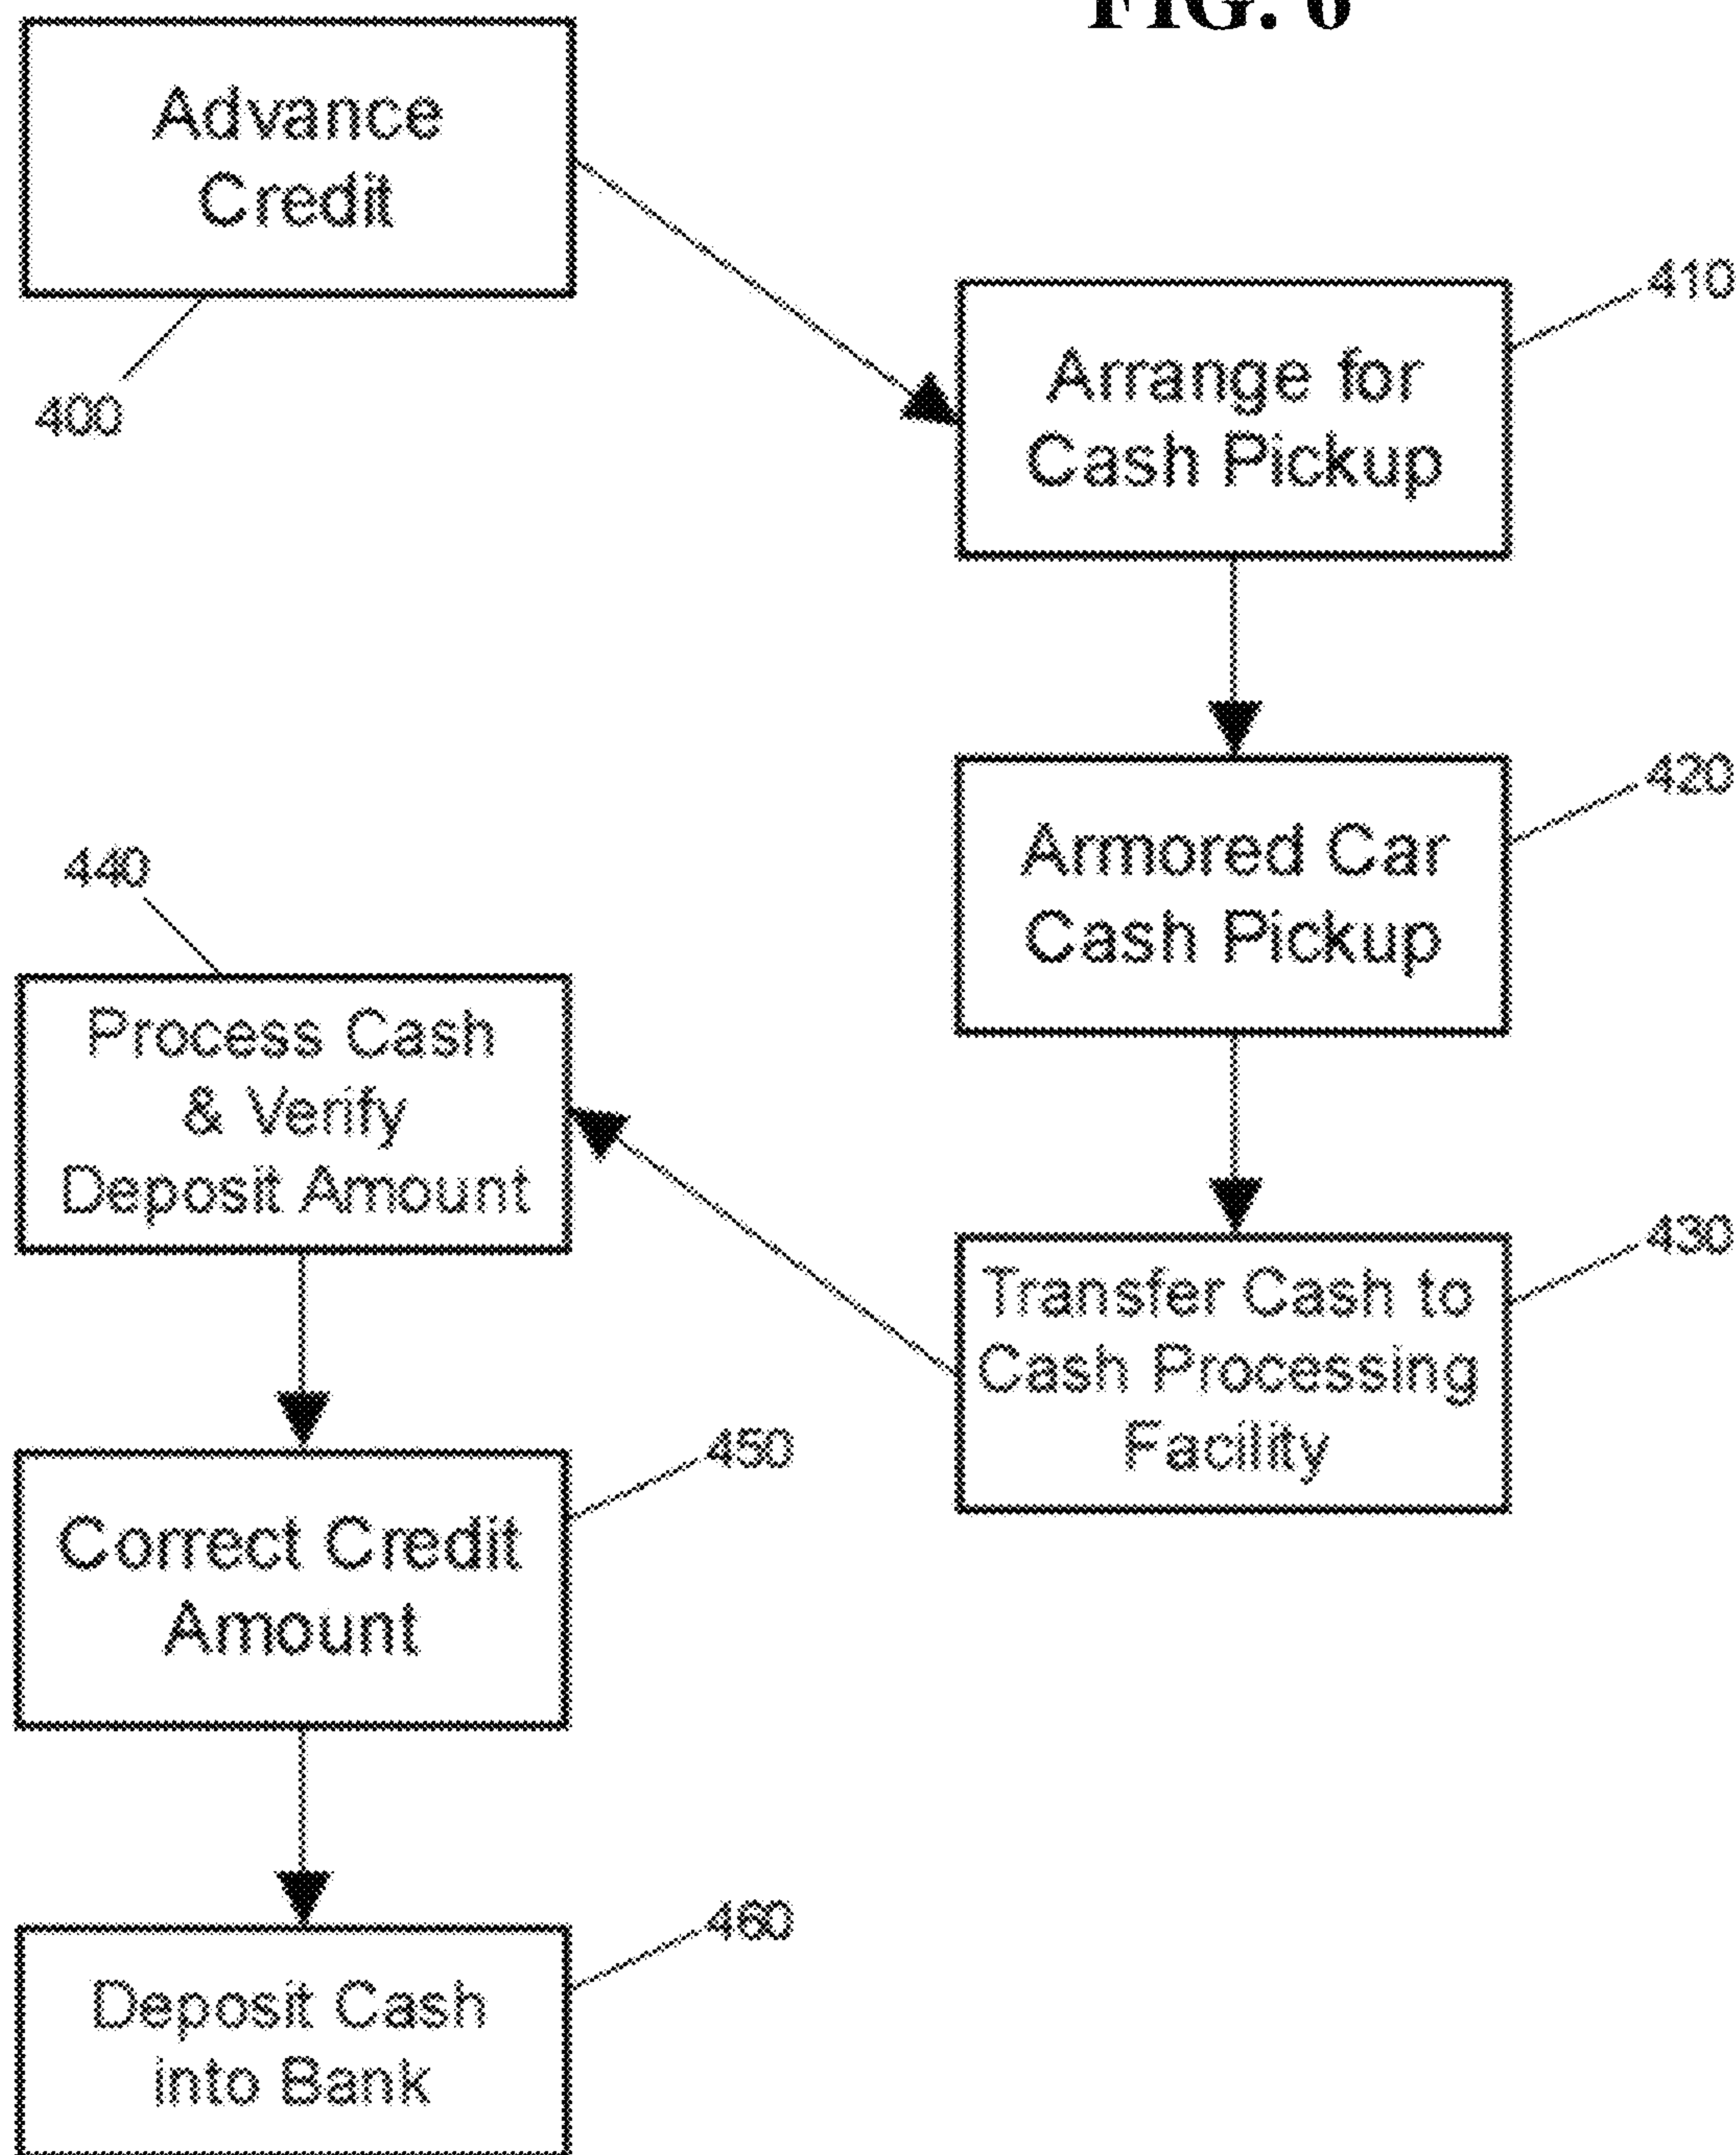 FIG. 6
Advance
Credit
400
410
Arrange for
Cash Pickup
420
Armored Car
Cash Pickup
440
Process Cash
& Verify
Deposit Amount
430
Transfer Cash to
Cash Processing
Facility
450
Correct Credit
Amount
460
Deposit Cash
into Bank